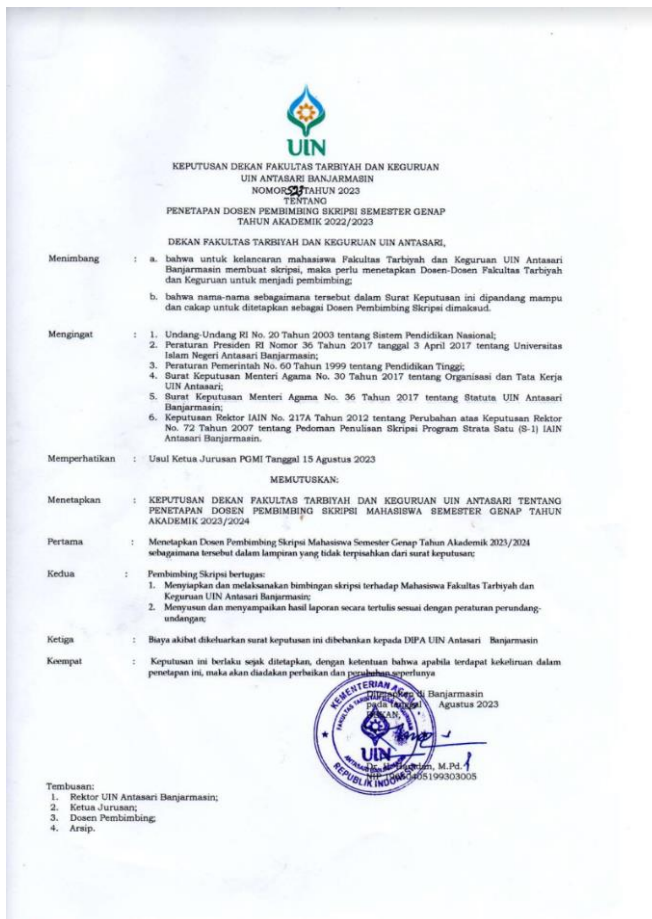 UIN
KEPUTUSAN DEKAN FAKULTAS TARBIYAH DAN KEGURUAN
UIN ANTASARI BANJARMASIN
NOMOR TAHUN 2023
TENTANG
PENETAPAN DOSEN PEMBIMBING SKRIPSI SEMESTER GENAP
TAHUN AKADEMIK 2022/2023
DEKAN FAKULTAS TARBIYAH DAN KEGURUAN UIN ANTASARI,
Menimbang : a. bahwa untuk kelancaran mahasiswa Fakultas Tarbiyah dan Keguruan UIN Antasari
Banjarmasin membuat skripsi, maka perlu menetapkan Dosen-Dosen Fakultas Tarbiyah
dan Keguruan untuk menjadi pembimbing;
b. bahwa nama-nama sebagaimana tersebut dalam Surat Keputusan ini dipandang mampu
dan cakap untuk ditetapkan sebagai Dosen Pembimbing Skripsi dimaksud.
Mengingat : 1. Undang-Undang RI No. 20 Tahun 2003 tentang Sistem Pendidikan Nasional;
2. Peraturan Presiden RI Nomor 36 Tahun 2017 tanggal 3 April 2017 tentang Universitas
Islam Negeri Antasari Banjarmasin;
3. Peraturan Pemerintah No. 60 Tahun 1999 tentang Pendidikan Tinggi;
4. Surat Keputusan Menteri Agama No. 30 Tahun 2017 tentang Organisasi dan Tata Kerja
UIN Antasari;
5. Surat Keputusan Menteri Agama No. 36 Tahun 2017 tentang Statuta UIN Antasari
Banjarmasin;
6. Keputusan Rektor IAIN No. 217A Tahun 2012 tentang Perubahan atas Keputusan Rektor
No. 72 Tahun 2007 tentang Pedoman Penulisan Skripsi Program Strata Satu (S-1) IAIN
Antasari Banjarmasin.
Memperhatikan : Usul Ketua Jurusan PGMI Tanggal 15 Agustus 2023
MEMUTUSKAN:
Menetapkan : KEPUTUSAN DEKAN FAKULTAS TARBIYAH DAN KEGURUAN UIN ANTASARI TENTANG
PENETAPAN DOSEN PEMBIMBING SKRIPSI MAHASISWA SEMESTER GENAP TAHUN
AKADEMIK 2023/2024
Pertama : Menetapkan Dosen Pembimbing Skripsi Mahasiswa Semester Genap Tahun Akademik 2023/2024
sebagaimana tersebut dalam lampiran yang tidak terpisahkan dari surat keputusan;
Kedua : Pembimbing Skripsi bertugas:
1. Menyiapkan dan melaksanakan bimbingan skripsi terhadap Mahasiswa Fakultas Tarbiyah dan
Keguruan UIN Antasari Banjarmasin;
2. Menyusun dan menyampaikan hasil laporan secara tertulis sesuai dengan peraturan perundang-
undangan;
Ketiga : Biaya akibat dikeluarkan surat keputusan ini dibebankan kepada DIPA UIN Antasari Banjarmasin
Keempat : Keputusan ini berlaku sejak ditetapkan, dengan ketentuan bahwa apabila terdapat kekeliruan dalam
penetapan ini, maka akan diadakan perbaikan dan perubahan seperlunya
Ditetapkan di Banjarmasin
pada tanggal Agustus 2023
DEKAN,
KEMENTERIAN AGAMA
FAKULTAS TARBIYAH DAN KEGURUAN
UIN
REPUBLIK INDONESIA
M.Pd.
Tembusan:
1. Rektor UIN Antasari Banjarmasin;
2. Ketua Jurusan;
3. Dosen Pembimbing;
4. Arsip.